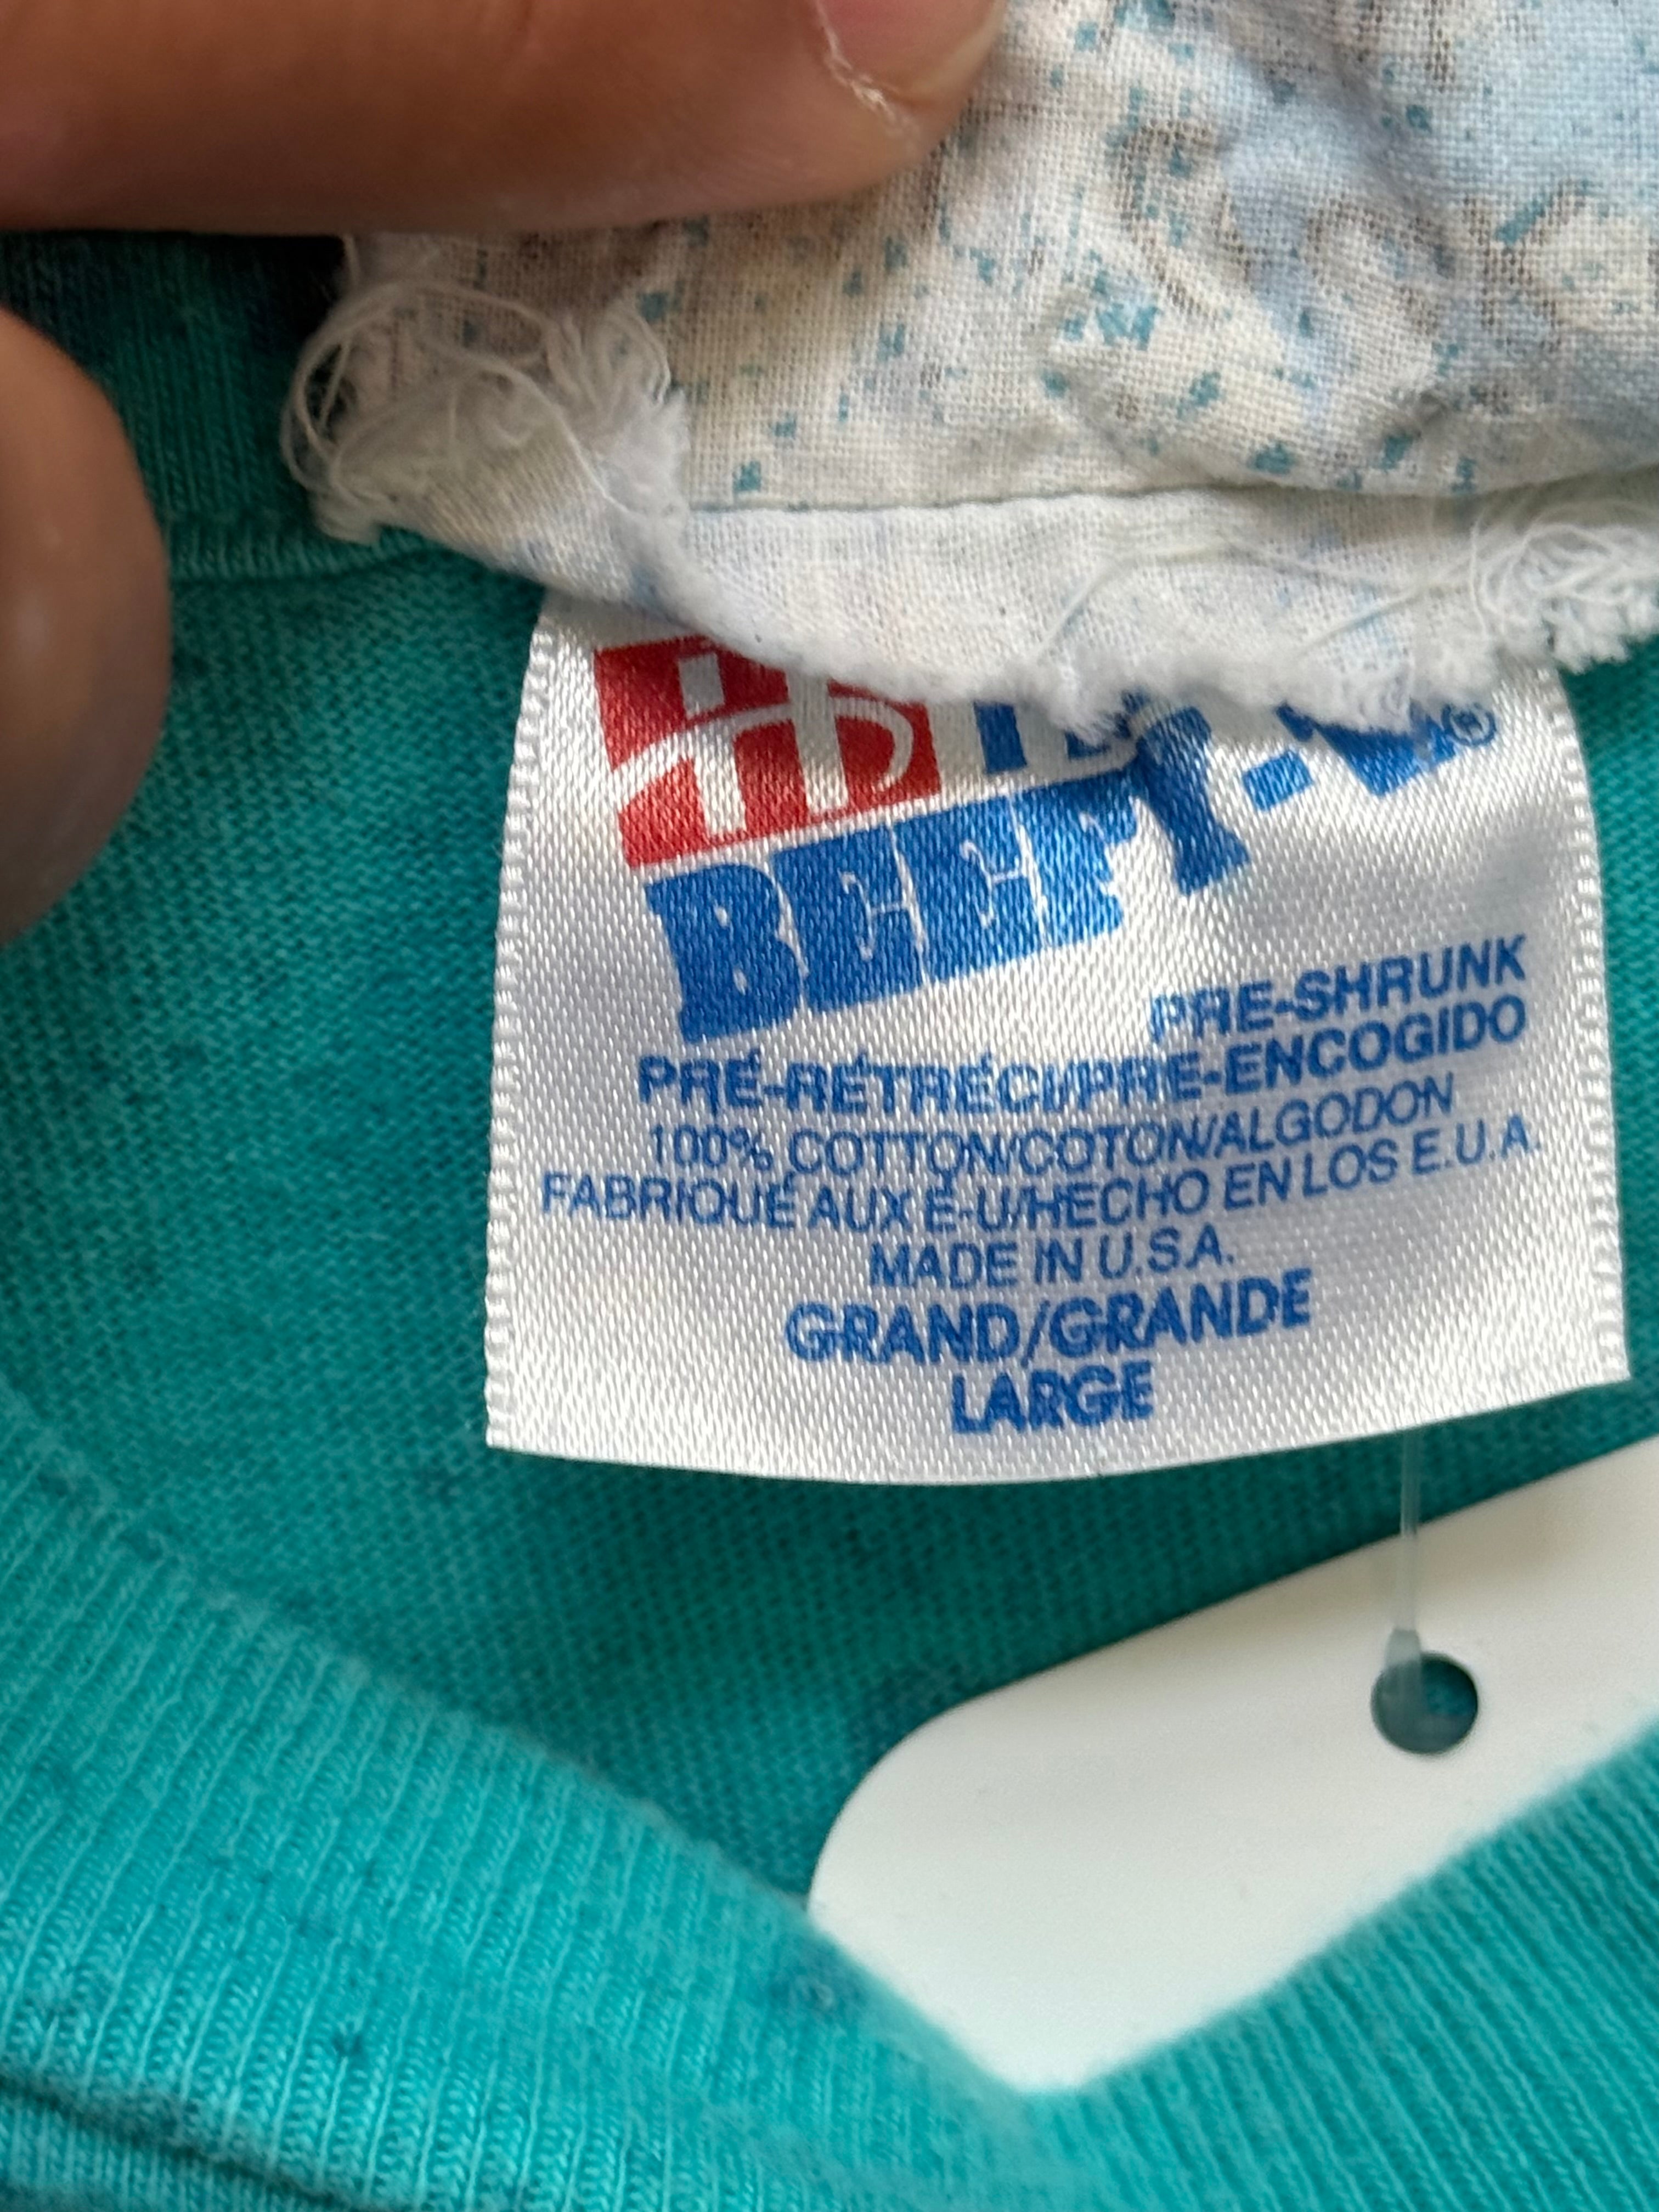 BEEFY-T®
PRE-SHRUNK
PRÉ-RÉTRÉCI/PRE-ENCOGIDO
100% COTTON/COTON/ALGODON
FABRIQUÉ AUX É-U/HECHO EN LOS E.U.A.
MADE IN U.S.A.
GRAND/GRANDE
LARGE